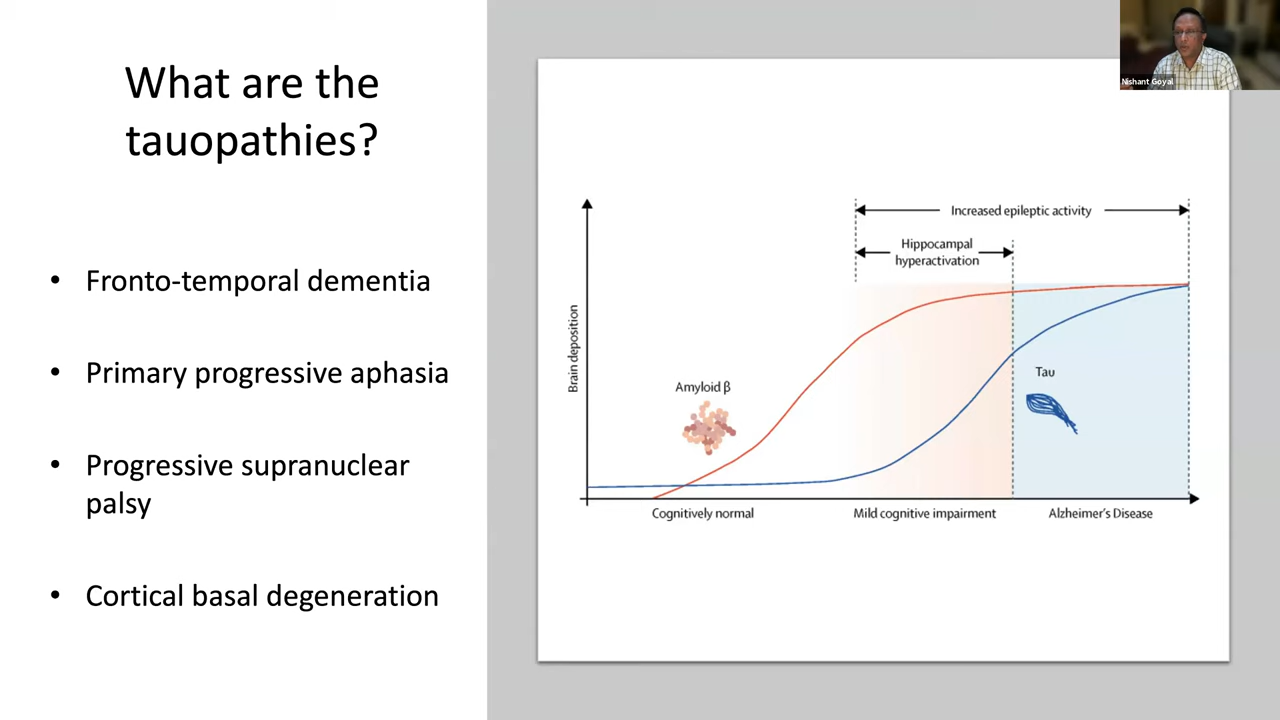 What are the
tauopathies?
• Fronto-temporal dementia
• Primary progressive aphasia
• Progressive supranuclear
palsy
• Cortical basal degeneration
Nishant Goyal
Increased epileptic activity
Hippocampal
hyperactivation
Brain deposition
Amyloid β
Tau
Cognitively normal
Mild cognitive impairment
Alzheimer's Disease